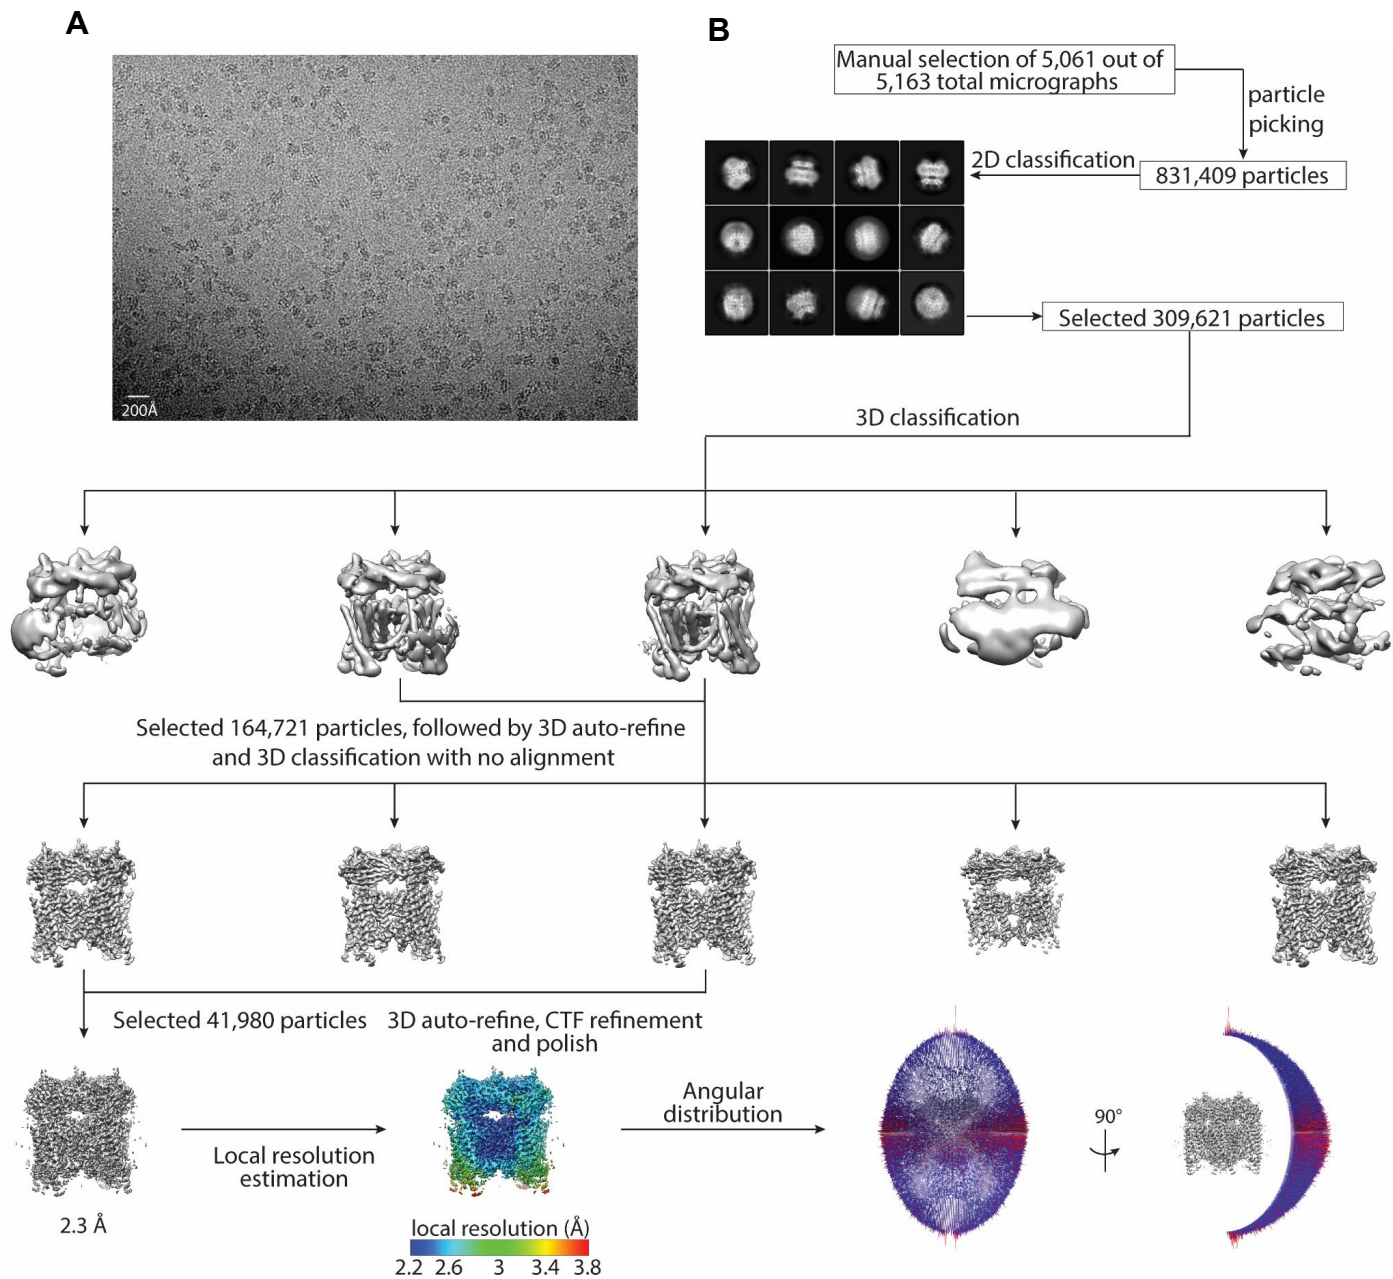 A
B
200Å
Manual selection of 5,061 out of
5,163 total micrographs
particle
picking
2D classification
831,409 particles
Selected 309,621 particles
3D classification
Selected 164,721 particles, followed by 3D auto-refine
and 3D classification with no alignment
Selected 41,980 particles
3D auto-refine, CTF refinement
and polish
2.3 Å
Local resolution
estimation
local resolution (Å)
2.2 2.6 3 3.4 3.8
Angular
distribution
90°